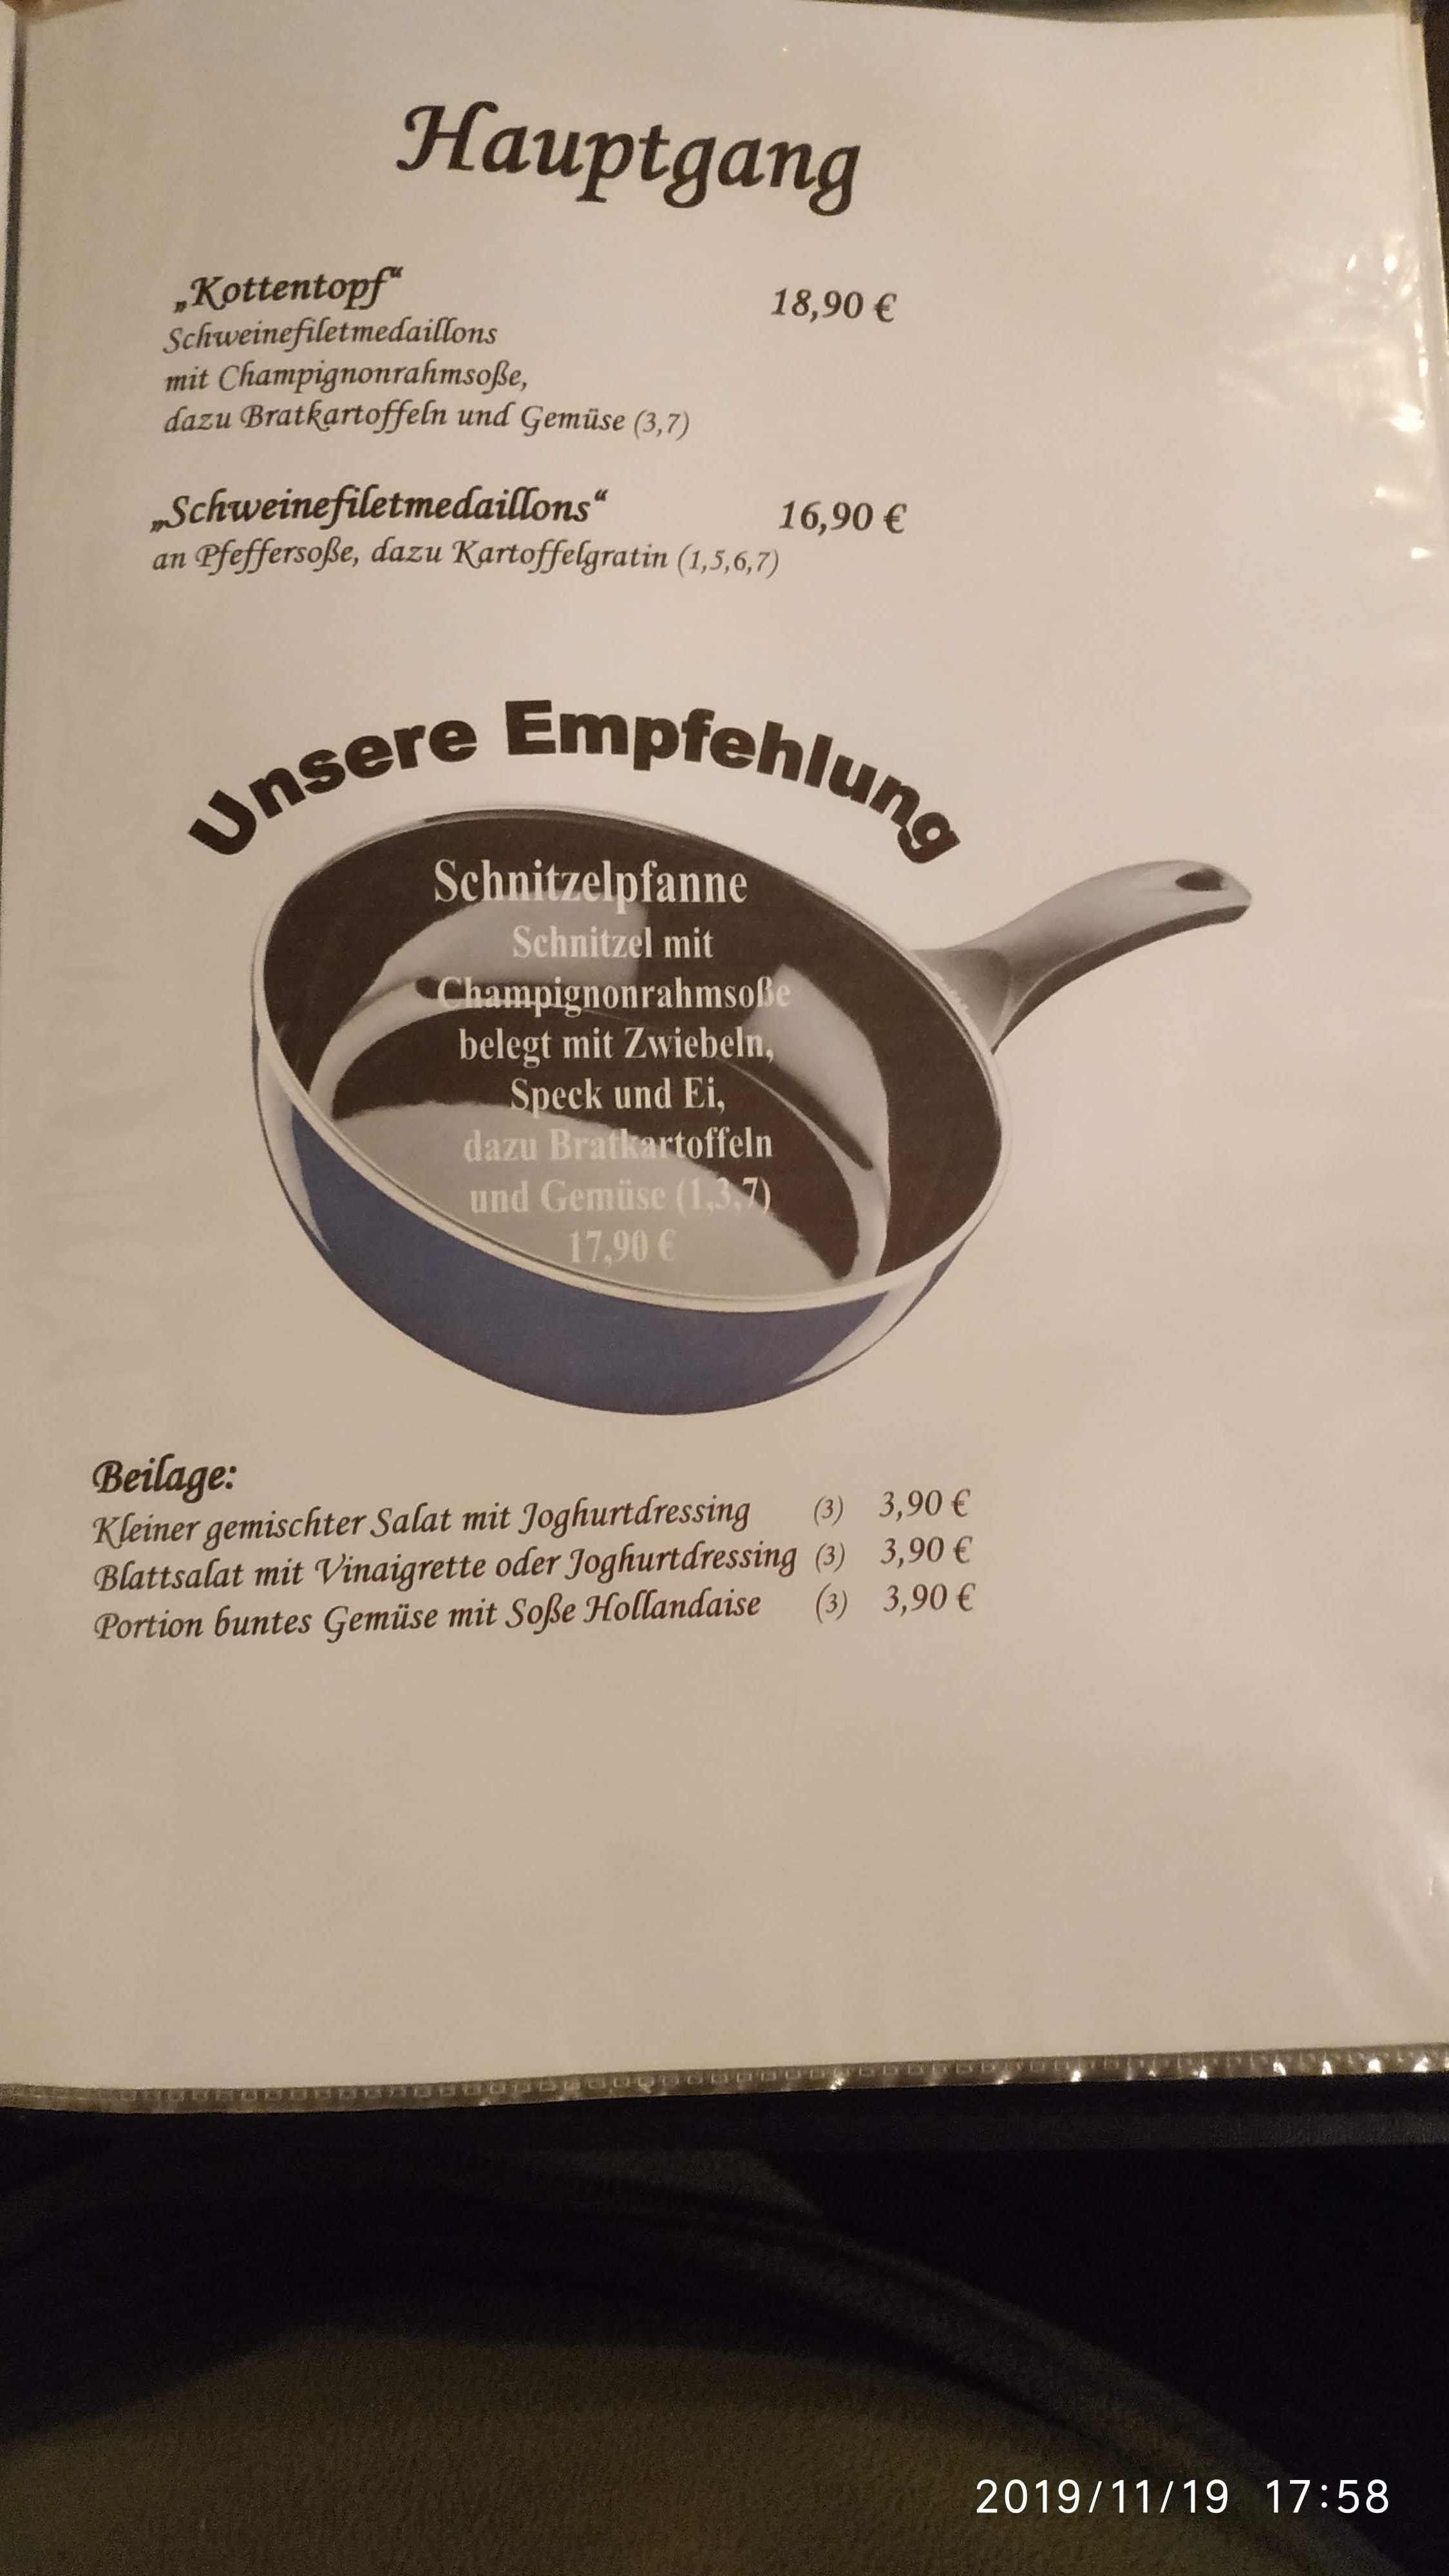 Hauptgang
„Kottentopf“ 18,90 €
Schweinefiletmedaillons
mit Champignonrahmsoße,
dazu Bratkartoffeln und Gemüse (3,7)
„Schweinefiletmedaillons“ 16,90 €
an Pfeffersoße, dazu Kartoffelgratin (1,5,6,7)
Unsere Empfehlung
Schnitzelpfanne
Schnitzel mit
Champignonrahmsoße
belegt mit Zwiebeln,
Speck und Ei,
dazu Bratkartoffeln
und Gemüse (1,3,7)
17,90 €
Beilage:
Kleiner gemischter Salat mit Joghurtdressing (3) 3,90 €
Blattsalat mit Vinaigrette oder Joghurtdressing (3) 3,90 €
Portion buntes Gemüse mit Soße Hollandaise (3) 3,90 €
2019/11/19 17:58